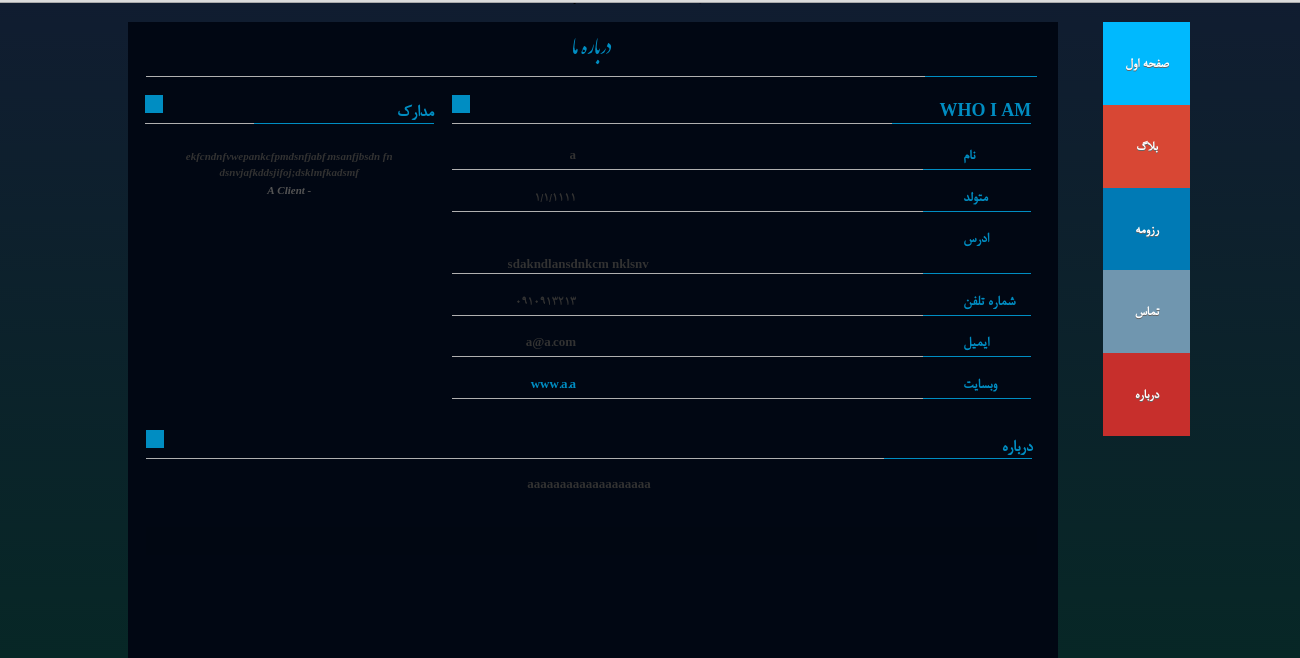 درباره ما
صفحه اول
بلاگ
رزومه
تماس
درباره
WHO I AM
نام
a
متولد
۱/۱/۱۱۱۱
ادرس
sdakndlansdnkcm nklsnv
شماره تلفن
۰۹۱۰۹۱۳۲۱۳
ایمیل
a@a.com
وبسایت
www.a.a
مدارک
ekfcndnfvwepankcfpmdsnfjabf.msanfjbsdn fn
dsnvjafkddsjifoj;dsklmfkadsmf
A Client -
درباره
aaaaaaaaaaaaaaaaaaa